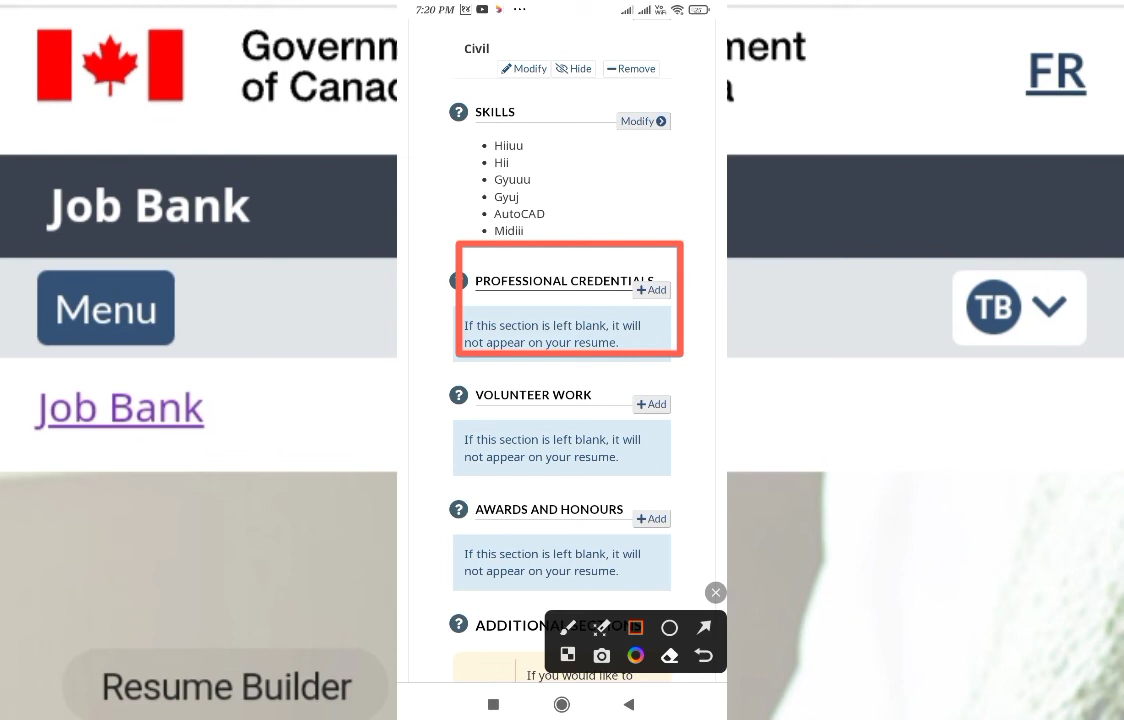 7:20 PM
Governm
of Canad
nment
a
FR
Job Bank
Menu
TB
Job Bank
Resume Builder
Civil
Modify
Hide
Remove
SKILLS
Modify
Hiiuu
Hii
Gyuuu
Gyuj
AutoCAD
Midiii
PROFESSIONAL CREDENTIALS
+ Add
If this section is left blank, it will
not appear on your resume.
VOLUNTEER WORK
+ Add
If this section is left blank, it will
not appear on your resume.
AWARDS AND HONOURS
+ Add
If this section is left blank, it will
not appear on your resume.
ADDITIONAL SECTIONS
If you would like to